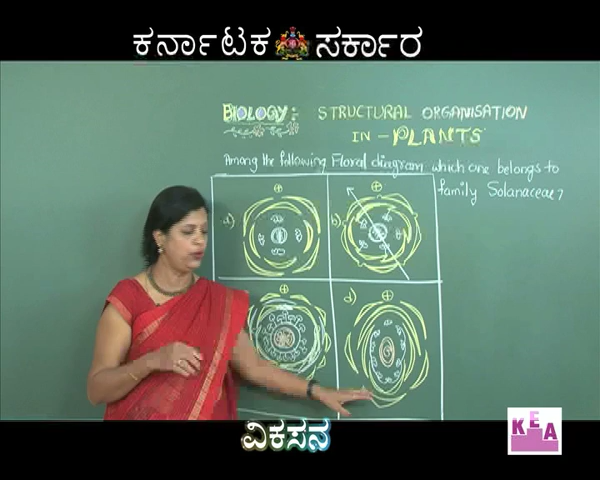 ಕರ್ನಾಟಕ ಸರ್ಕಾರ
BIOLOGY: STRUCTURAL ORGANISATION
IN - PLANTS
Among the following Floral diagram which one belongs to
family Solanaceae?
a)
b)
d)
ವಿಕಸನ
KEA